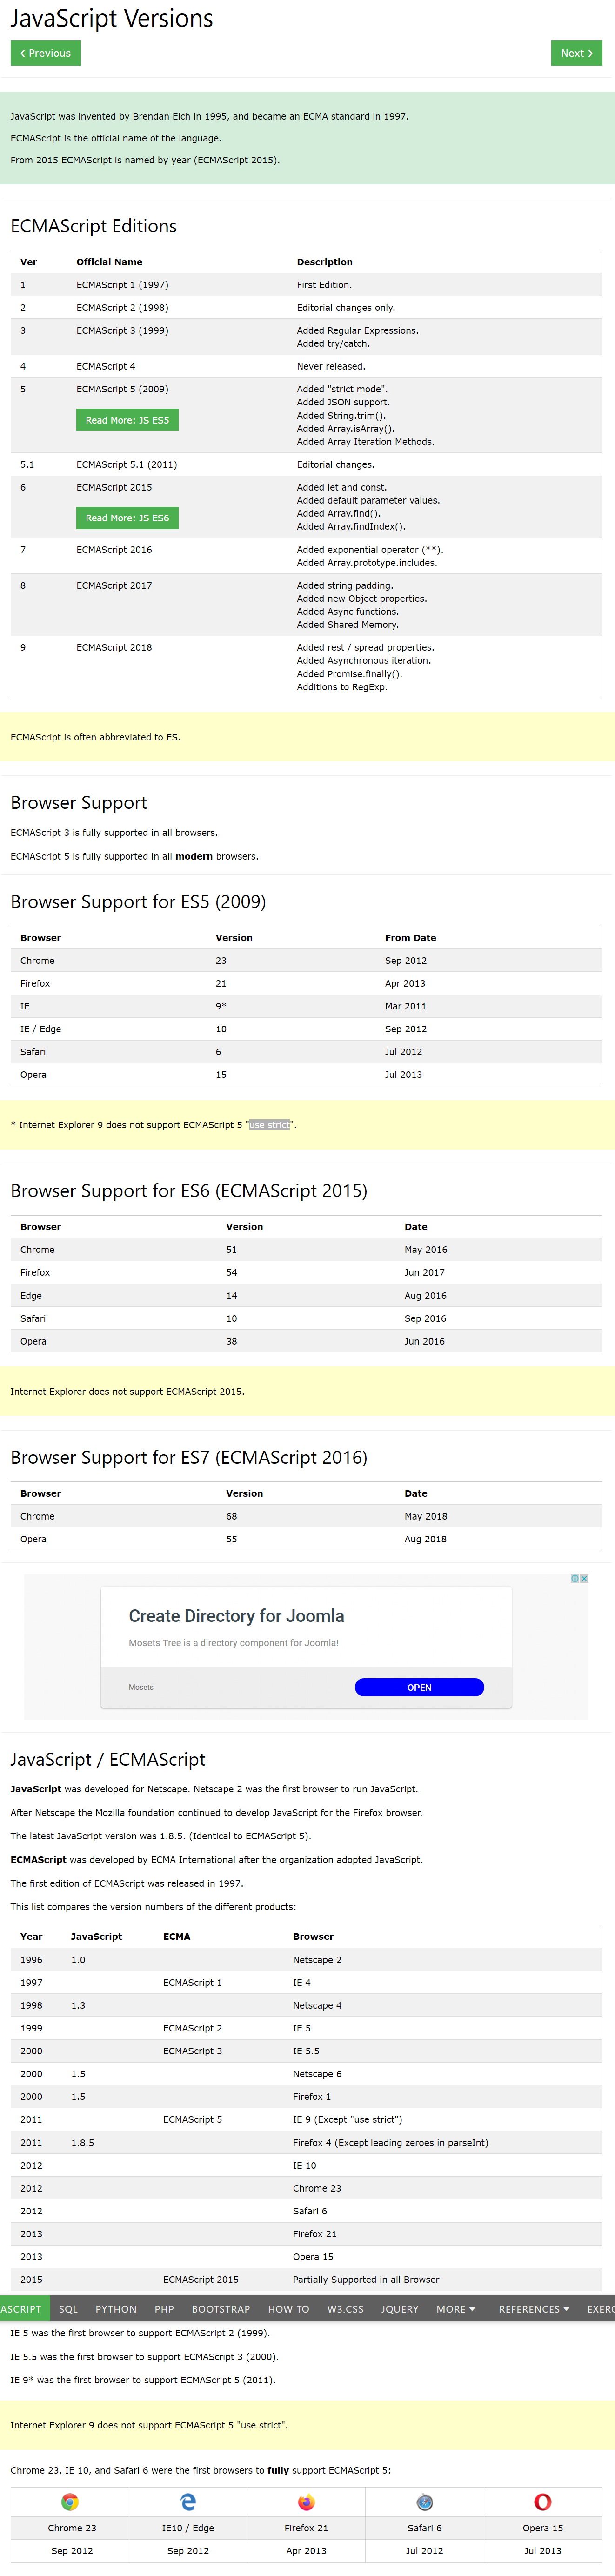 JavaScript Versions
❮ Previous
Next ❯
JavaScript was invented by Brendan Eich in 1995, and became an ECMA standard in 1997.
ECMAScript is the official name of the language.
From 2015 ECMAScript is named by year (ECMAScript 2015).
ECMAScript Editions
Ver Official Name Description
1 ECMAScript 1 (1997) First Edition.
2 ECMAScript 2 (1998) Editorial changes only.
3 ECMAScript 3 (1999) Added Regular Expressions.
Added try/catch.
4 ECMAScript 4 Never released.
5 ECMAScript 5 (2009) Added "strict mode".
Added JSON support.
Read More: JS ES5 Added String.trim().
Added Array.isArray().
Added Array Iteration Methods.
5.1 ECMAScript 5.1 (2011) Editorial changes.
6 ECMAScript 2015 Added let and const.
Added default parameter values.
Read More: JS ES6 Added Array.find().
Added Array.findIndex().
7 ECMAScript 2016 Added exponential operator (**).
Added Array.prototype.includes.
8 ECMAScript 2017 Added string padding.
Added new Object properties.
Added Async functions.
Added Shared Memory.
9 ECMAScript 2018 Added rest / spread properties.
Added Asynchronous iteration.
Added Promise.finally().
Additions to RegExp.
ECMAScript is often abbreviated to ES.
Browser Support
ECMAScript 3 is fully supported in all browsers.
ECMAScript 5 is fully supported in all modern browsers.
Browser Support for ES5 (2009)
Browser Version From Date
Chrome 23 Sep 2012
Firefox 21 Apr 2013
IE 9* Mar 2011
IE / Edge 10 Sep 2012
Safari 6 Jul 2012
Opera 15 Jul 2013
* Internet Explorer 9 does not support ECMAScript 5 "use strict".
Browser Support for ES6 (ECMAScript 2015)
Browser Version Date
Chrome 51 May 2016
Firefox 54 Jun 2017
Edge 14 Aug 2016
Safari 10 Sep 2016
Opera 38 Jun 2016
Internet Explorer does not support ECMAScript 2015.
Browser Support for ES7 (ECMAScript 2016)
Browser Version Date
Chrome 68 May 2018
Opera 55 Aug 2018
Create Directory for Joomla
Mosets Tree is a directory component for Joomla!
Mosets OPEN
JavaScript / ECMAScript
JavaScript was developed for Netscape. Netscape 2 was the first browser to run JavaScript.
After Netscape the Mozilla foundation continued to develop JavaScript for the Firefox browser.
The latest JavaScript version was 1.8.5. (Identical to ECMAScript 5).
ECMAScript was developed by ECMA International after the organization adopted JavaScript.
The first edition of ECMAScript was released in 1997.
This list compares the version numbers of the different products:
Year JavaScript ECMA Browser
1996 1.0 Netscape 2
1997 ECMAScript 1 IE 4
1998 1.3 Netscape 4
1999 ECMAScript 2 IE 5
2000 ECMAScript 3 IE 5.5
2000 1.5 Netscape 6
2000 1.5 Firefox 1
2011 ECMAScript 5 IE 9 (Except "use strict")
2011 1.8.5 Firefox 4 (Except leading zeroes in parseInt)
2012 IE 10
2012 Chrome 23
2012 Safari 6
2013 Firefox 21
2013 Opera 15
2015 ECMAScript 2015 Partially Supported in all Browser
ASCRIPT SQL PYTHON PHP BOOTSTRAP HOW TO W3.CSS JQUERY MORE REFERENCES EXERC
IE 5 was the first browser to support ECMAScript 2 (1999).
IE 5.5 was the first browser to support ECMAScript 3 (2000).
IE 9* was the first browser to support ECMAScript 5 (2011).
Internet Explorer 9 does not support ECMAScript 5 "use strict".
Chrome 23, IE 10, and Safari 6 were the first browsers to fully support ECMAScript 5:
Chrome 23 IE10 / Edge Firefox 21 Safari 6 Opera 15
Sep 2012 Sep 2012 Apr 2013 Jul 2012 Jul 2013